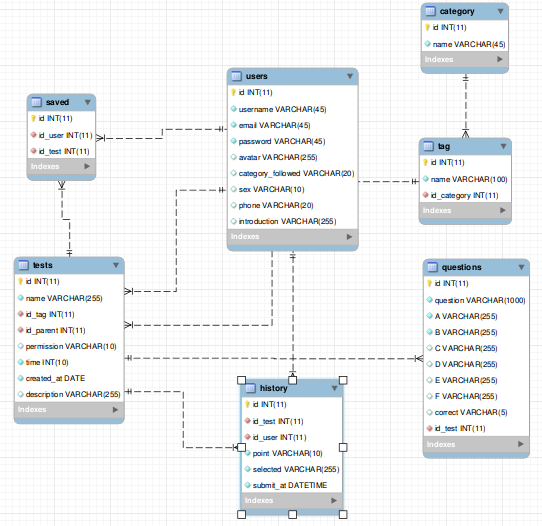 category
id INT(11)
name VARCHAR(45)
Indexes
saved
id INT(11)
id_user INT(11)
id_test INT(11)
Indexes
users
id INT(11)
username VARCHAR(45)
email VARCHAR(45)
password VARCHAR(45)
avatar VARCHAR(255)
category_followed VARCHAR(20)
sex VARCHAR(10)
phone VARCHAR(20)
introduction VARCHAR(255)
Indexes
tag
id INT(11)
name VARCHAR(100)
id_category INT(11)
Indexes
tests
id INT(11)
name VARCHAR(255)
id_tag INT(11)
id_parent INT(11)
permission VARCHAR(10)
time INT(10)
created_at DATE
description VARCHAR(255)
Indexes
questions
id INT(11)
question VARCHAR(1000)
A VARCHAR(255)
B VARCHAR(255)
C VARCHAR(255)
D VARCHAR(255)
E VARCHAR(255)
F VARCHAR(255)
correct VARCHAR(5)
id_test INT(11)
Indexes
history
id INT(11)
id_test INT(11)
id_user INT(11)
point VARCHAR(10)
selected VARCHAR(255)
submit_at DATETIME
Indexes